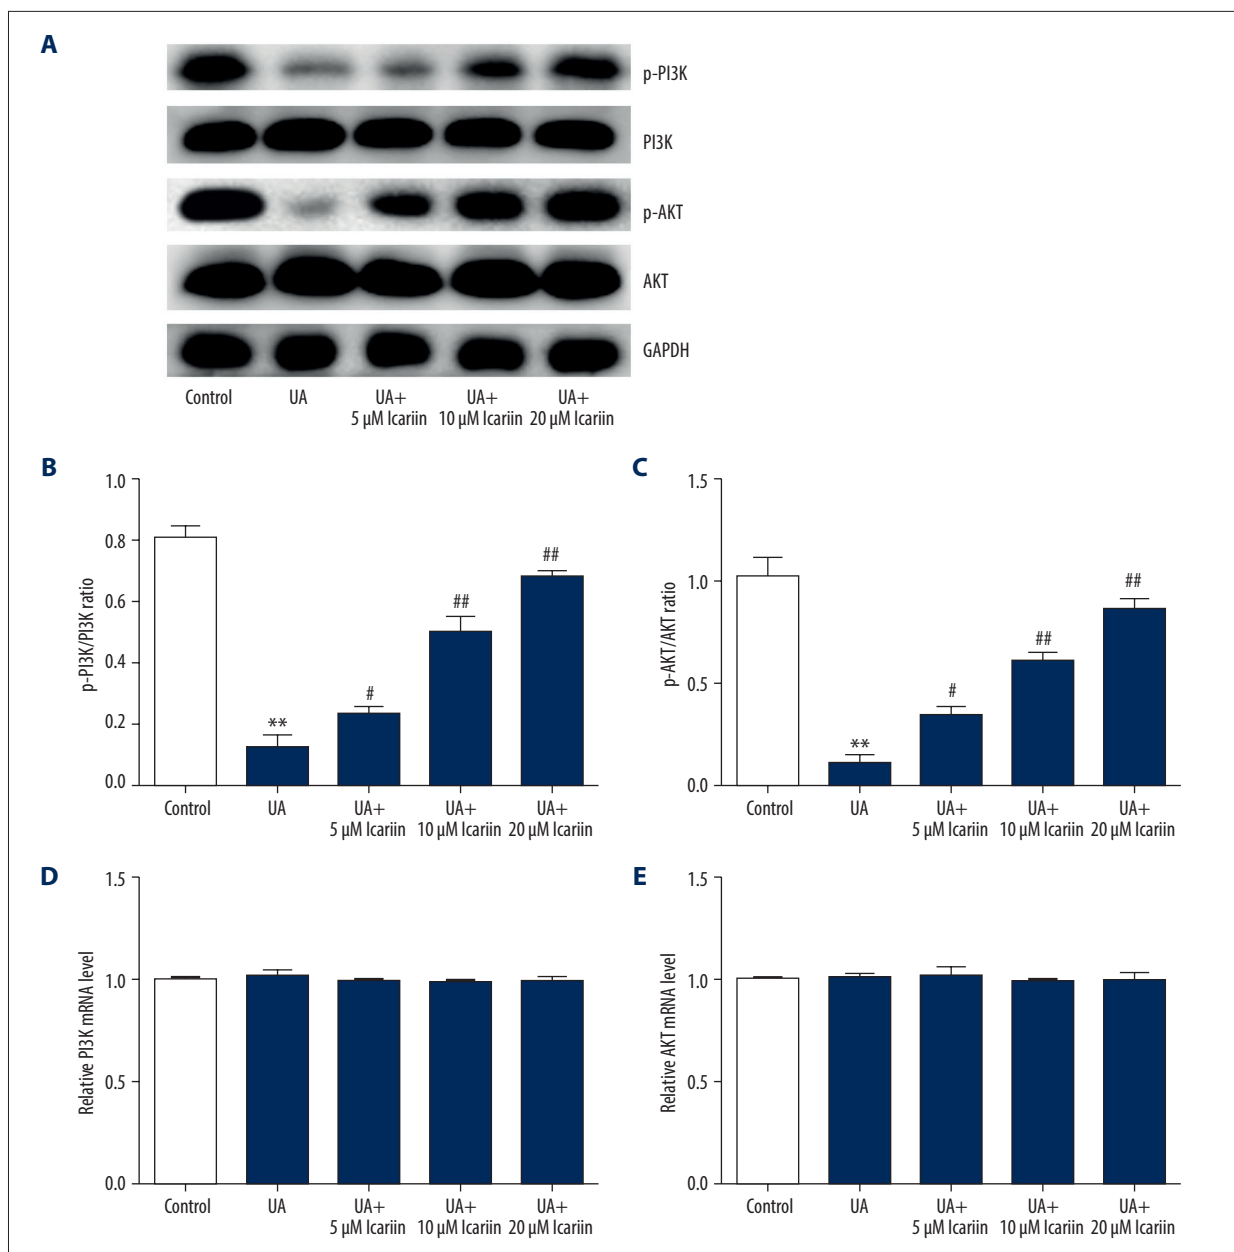 A
p-PI3K
PI3K
p-AKT
AKT
GAPDH
Control UA UA+ UA+ UA+
5 μM Icariin 10 μM Icariin 20 μM Icariin
B
p-PI3K/PI3K ratio
1.0
0.8
0.6
0.4
0.2
0.0
**
#
##
##
Control UA UA+ UA+ UA+
5 μM Icariin 10 μM Icariin 20 μM Icariin
C
p-AKT/AKT ratio
1.5
1.0
0.5
0.0
**
#
##
##
Control UA UA+ UA+ UA+
5 μM Icariin 10 μM Icariin 20 μM Icariin
D
Relative PI3K mRNA level
1.5
1.0
0.5
0.0
Control UA UA+ UA+ UA+
5 μM Icariin 10 μM Icariin 20 μM Icariin
E
Relative AKT mRNA level
1.5
1.0
0.5
0.0
Control UA UA+ UA+ UA+
5 μM Icariin 10 μM Icariin 20 μM Icariin